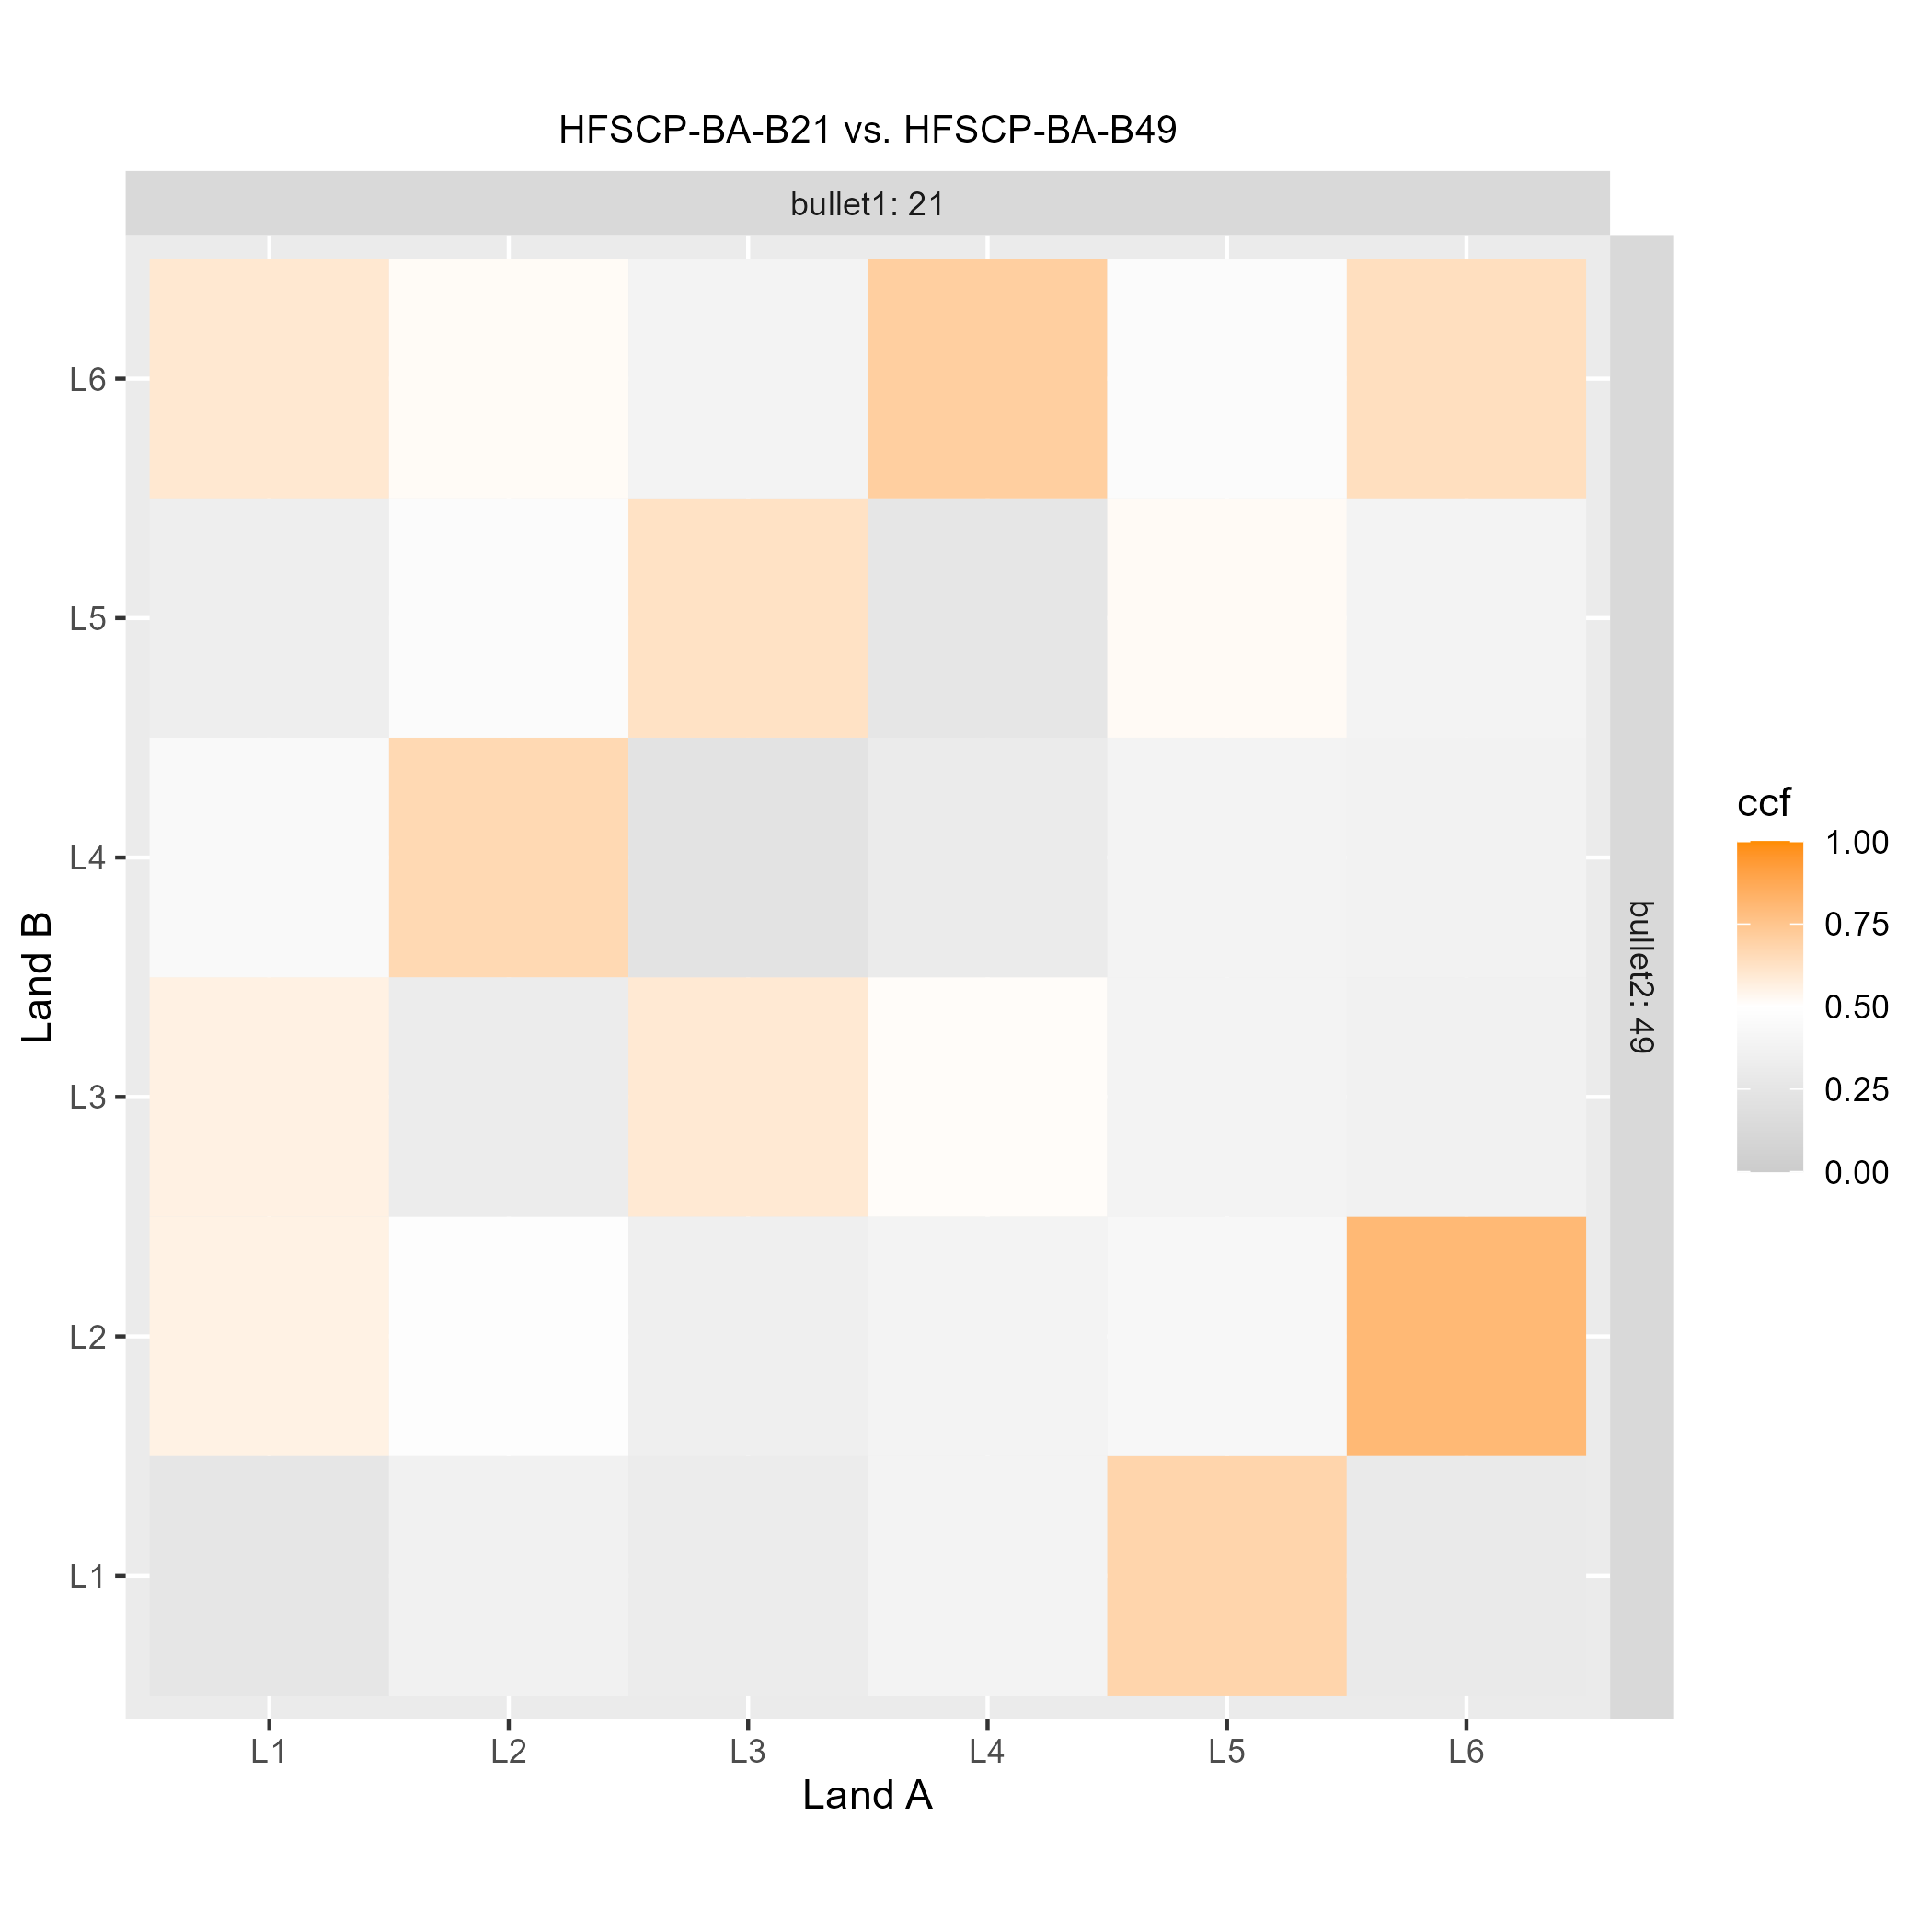 HFSCP-BA-B21 vs. HFSCP-BA-B49
bullet1: 21
L6
L5
L4
L3
L2
L1
Land B
bullet2: 49
ccf
1.00
0.75
0.50
0.25
0.00
L1 L2 L3 L4 L5 L6
Land A